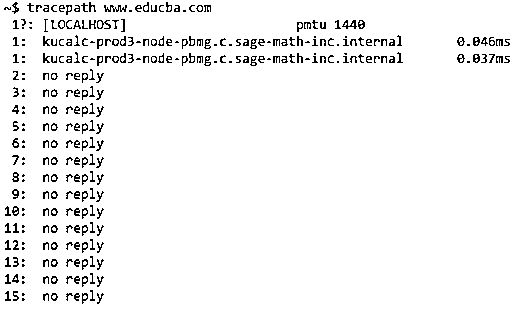 ~$ tracepath www.educba.com
1?: [LOCALHOST] pmtu 1440
1: kucalc-prod3-node-pbmg.c.sage-math-inc.internal 0.046ms
1: kucalc-prod3-node-pbmg.c.sage-math-inc.internal 0.037ms
2: no reply
3: no reply
4: no reply
5: no reply
6: no reply
7: no reply
8: no reply
9: no reply
10: no reply
11: no reply
12: no reply
13: no reply
14: no reply
15: no reply